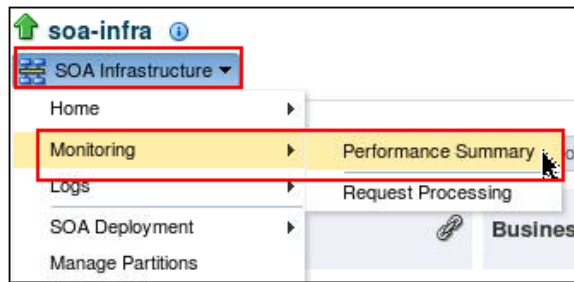 soa-infra
SOA Infrastructure
Home
Monitoring
Performance Summary
Logs
Request Processing
SOA Deployment
Busines
Manage Partitions